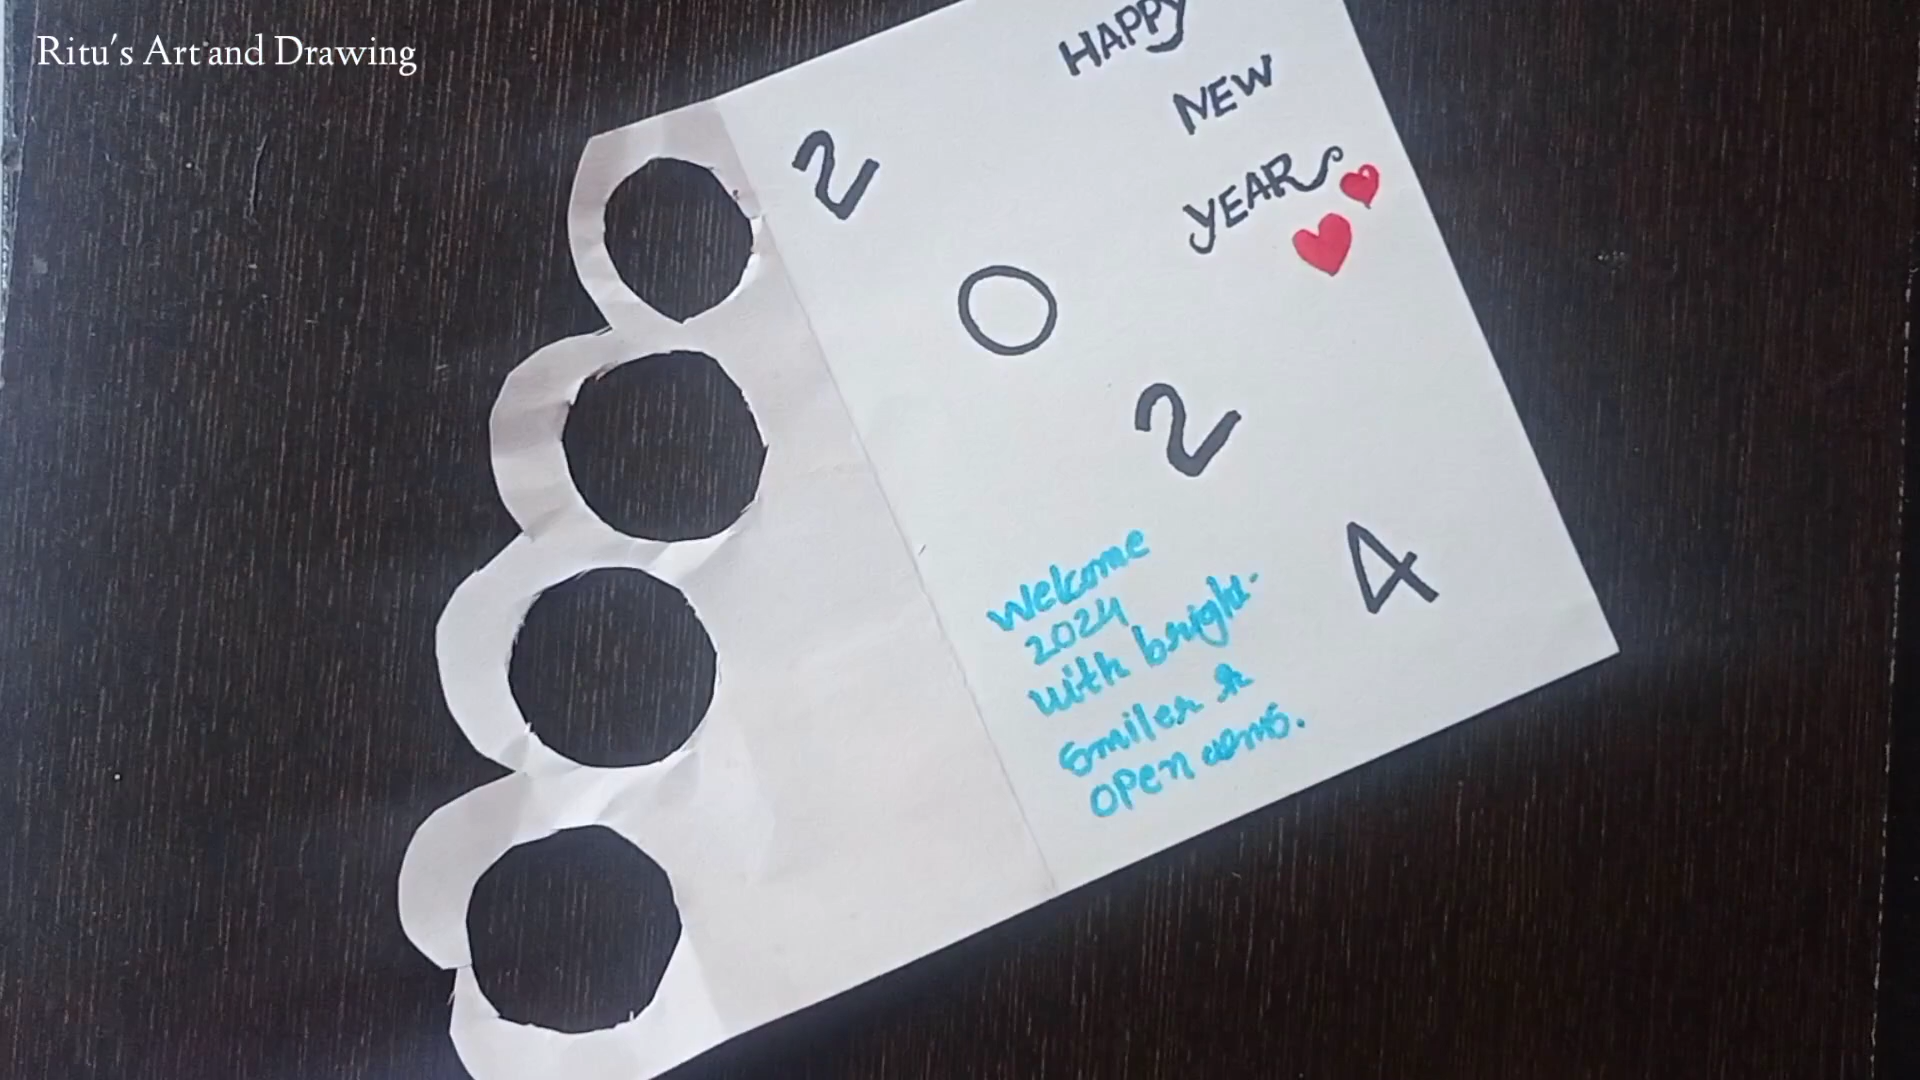 Ritu's Art and Drawing
HAPPY
NEW
YEAR
2
0
2
4
Welcome
2024
with bright
smiles &
open arms.